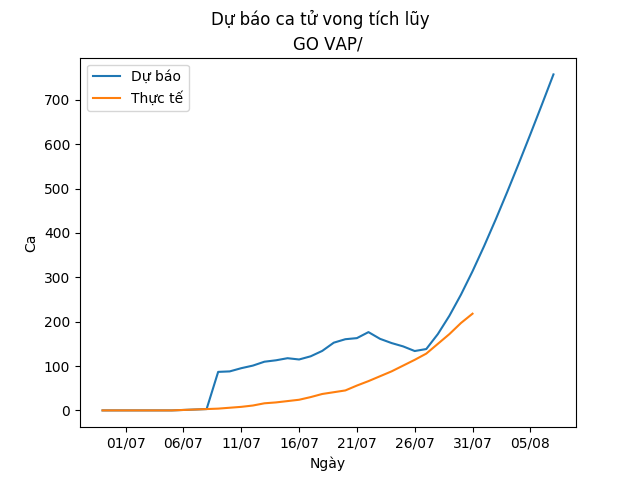 Dự báo ca tử vong tích lũy
GO VAP/
Dự báo
Thực tế
Ca
700
600
500
400
300
200
100
0
01/07 06/07 11/07 16/07 21/07 26/07 31/07 05/08
Ngày